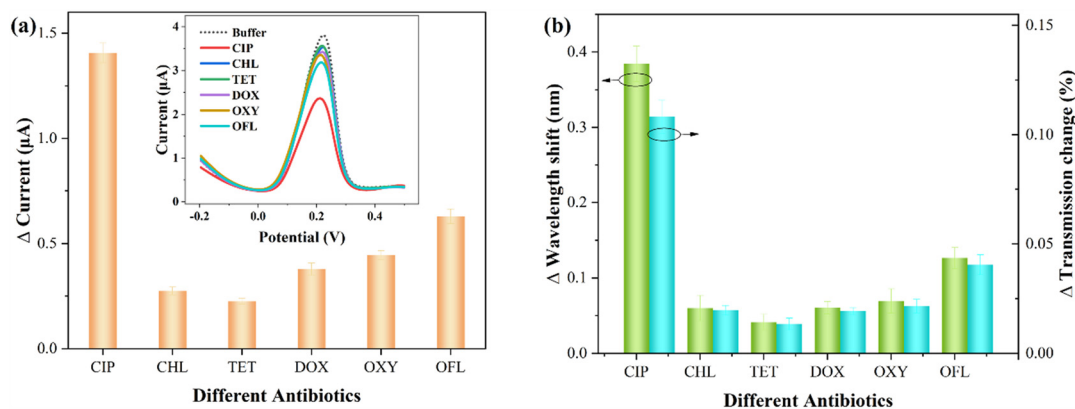 (a)
Δ Current (μA)
1.5
1.0
0.5
0.0
CIP CHL TET DOX OXY OFL
Different Antibiotics
Current (μA)
4
3
2
1
0
-0.2 0.0 0.2 0.4
Potential (V)
Buffer
CIP
CHL
TET
DOX
OXY
OFL
(b)
Δ Wavelength shift (nm)
0.4
0.3
0.2
0.1
0.0
CIP CHL TET DOX OXY OFL
Different Antibiotics
0.15
0.10
0.05
0.00
Δ Transmission change (%)